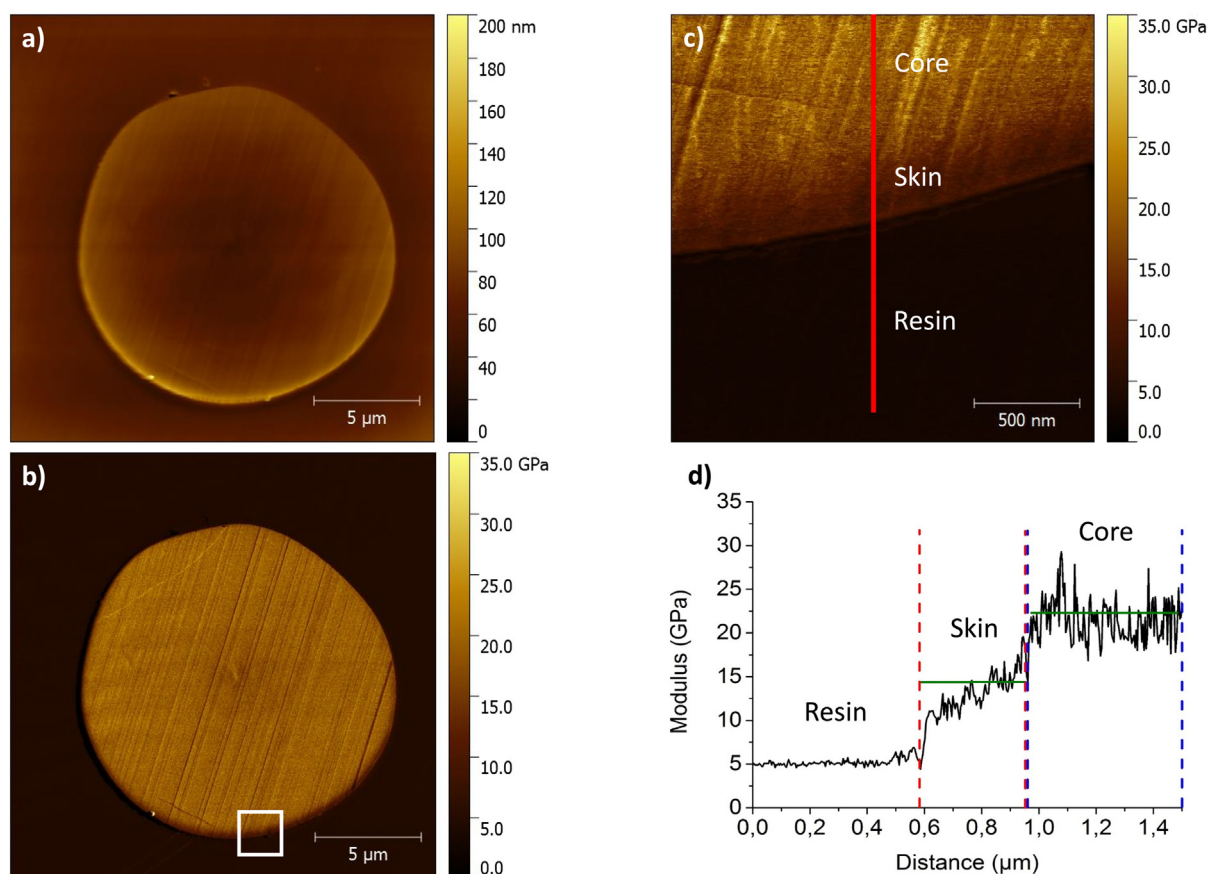 a)
200 nm
180
160
140
120
100
80
60
40
0
5 µm
b)
35.0 GPa
30.0
25.0
20.0
15.0
10.0
5.0
0.0
5 µm
c)
Core
Skin
Resin
500 nm
35.0 GPa
30.0
25.0
20.0
15.0
10.0
5.0
0.0
d)
35
30
25
20
15
10
5
0
Modulus (GPa)
Resin
Skin
Core
0,0 0,2 0,4 0,6 0,8 1,0 1,2 1,4
Distance (µm)